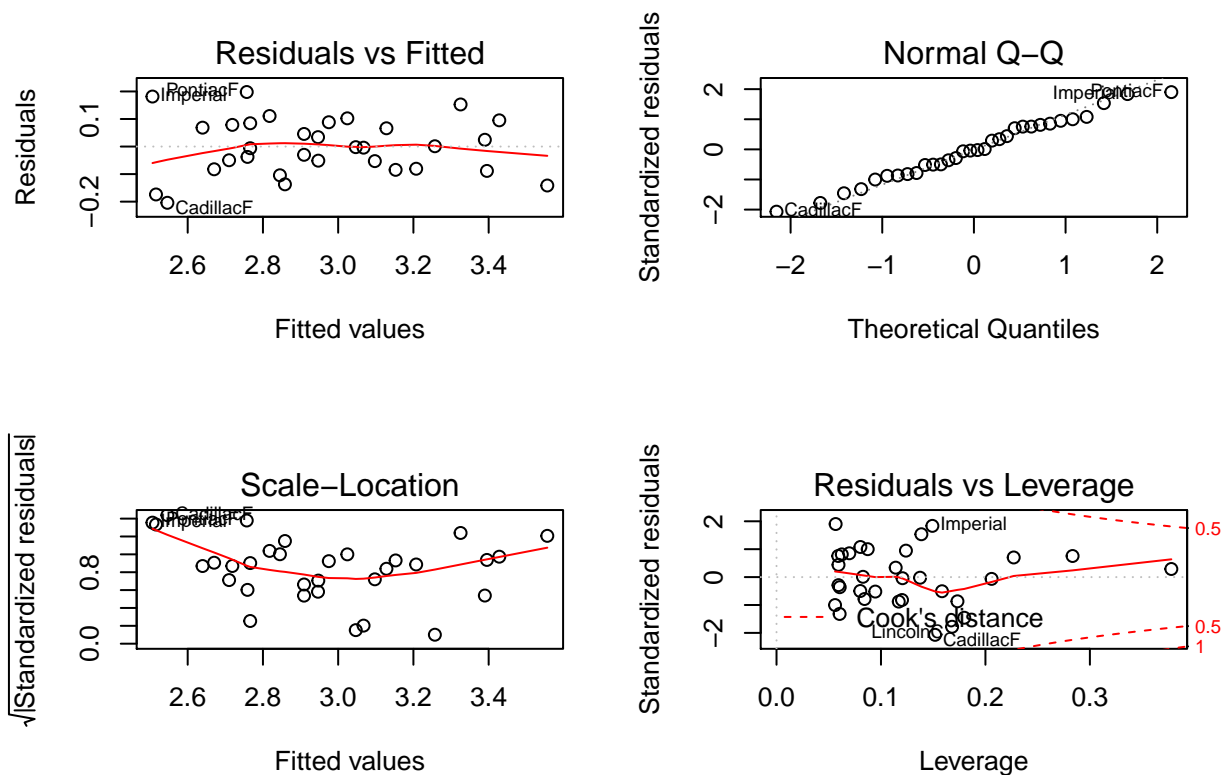 Residuals vs Fitted
Residuals
0.1
−0.2
PontiacF
Imperial
CadillacF
2.6 2.8 3.0 3.2 3.4
Fitted values
Normal Q−Q
Standardized residuals
2
0
−2
Imperial
PontiacF
CadillacF
−2 −1 0 1 2
Theoretical Quantiles
Scale−Location
√|Standardized residuals|
0.8
0.0
CadillacF
PontiacF
Imperial
2.6 2.8 3.0 3.2 3.4
Fitted values
Residuals vs Leverage
Standardized residuals
2
0
−2
Imperial
0.5
Cook's distance
Lincoln
CadillacF
0.5
1
0.0 0.1 0.2 0.3
Leverage